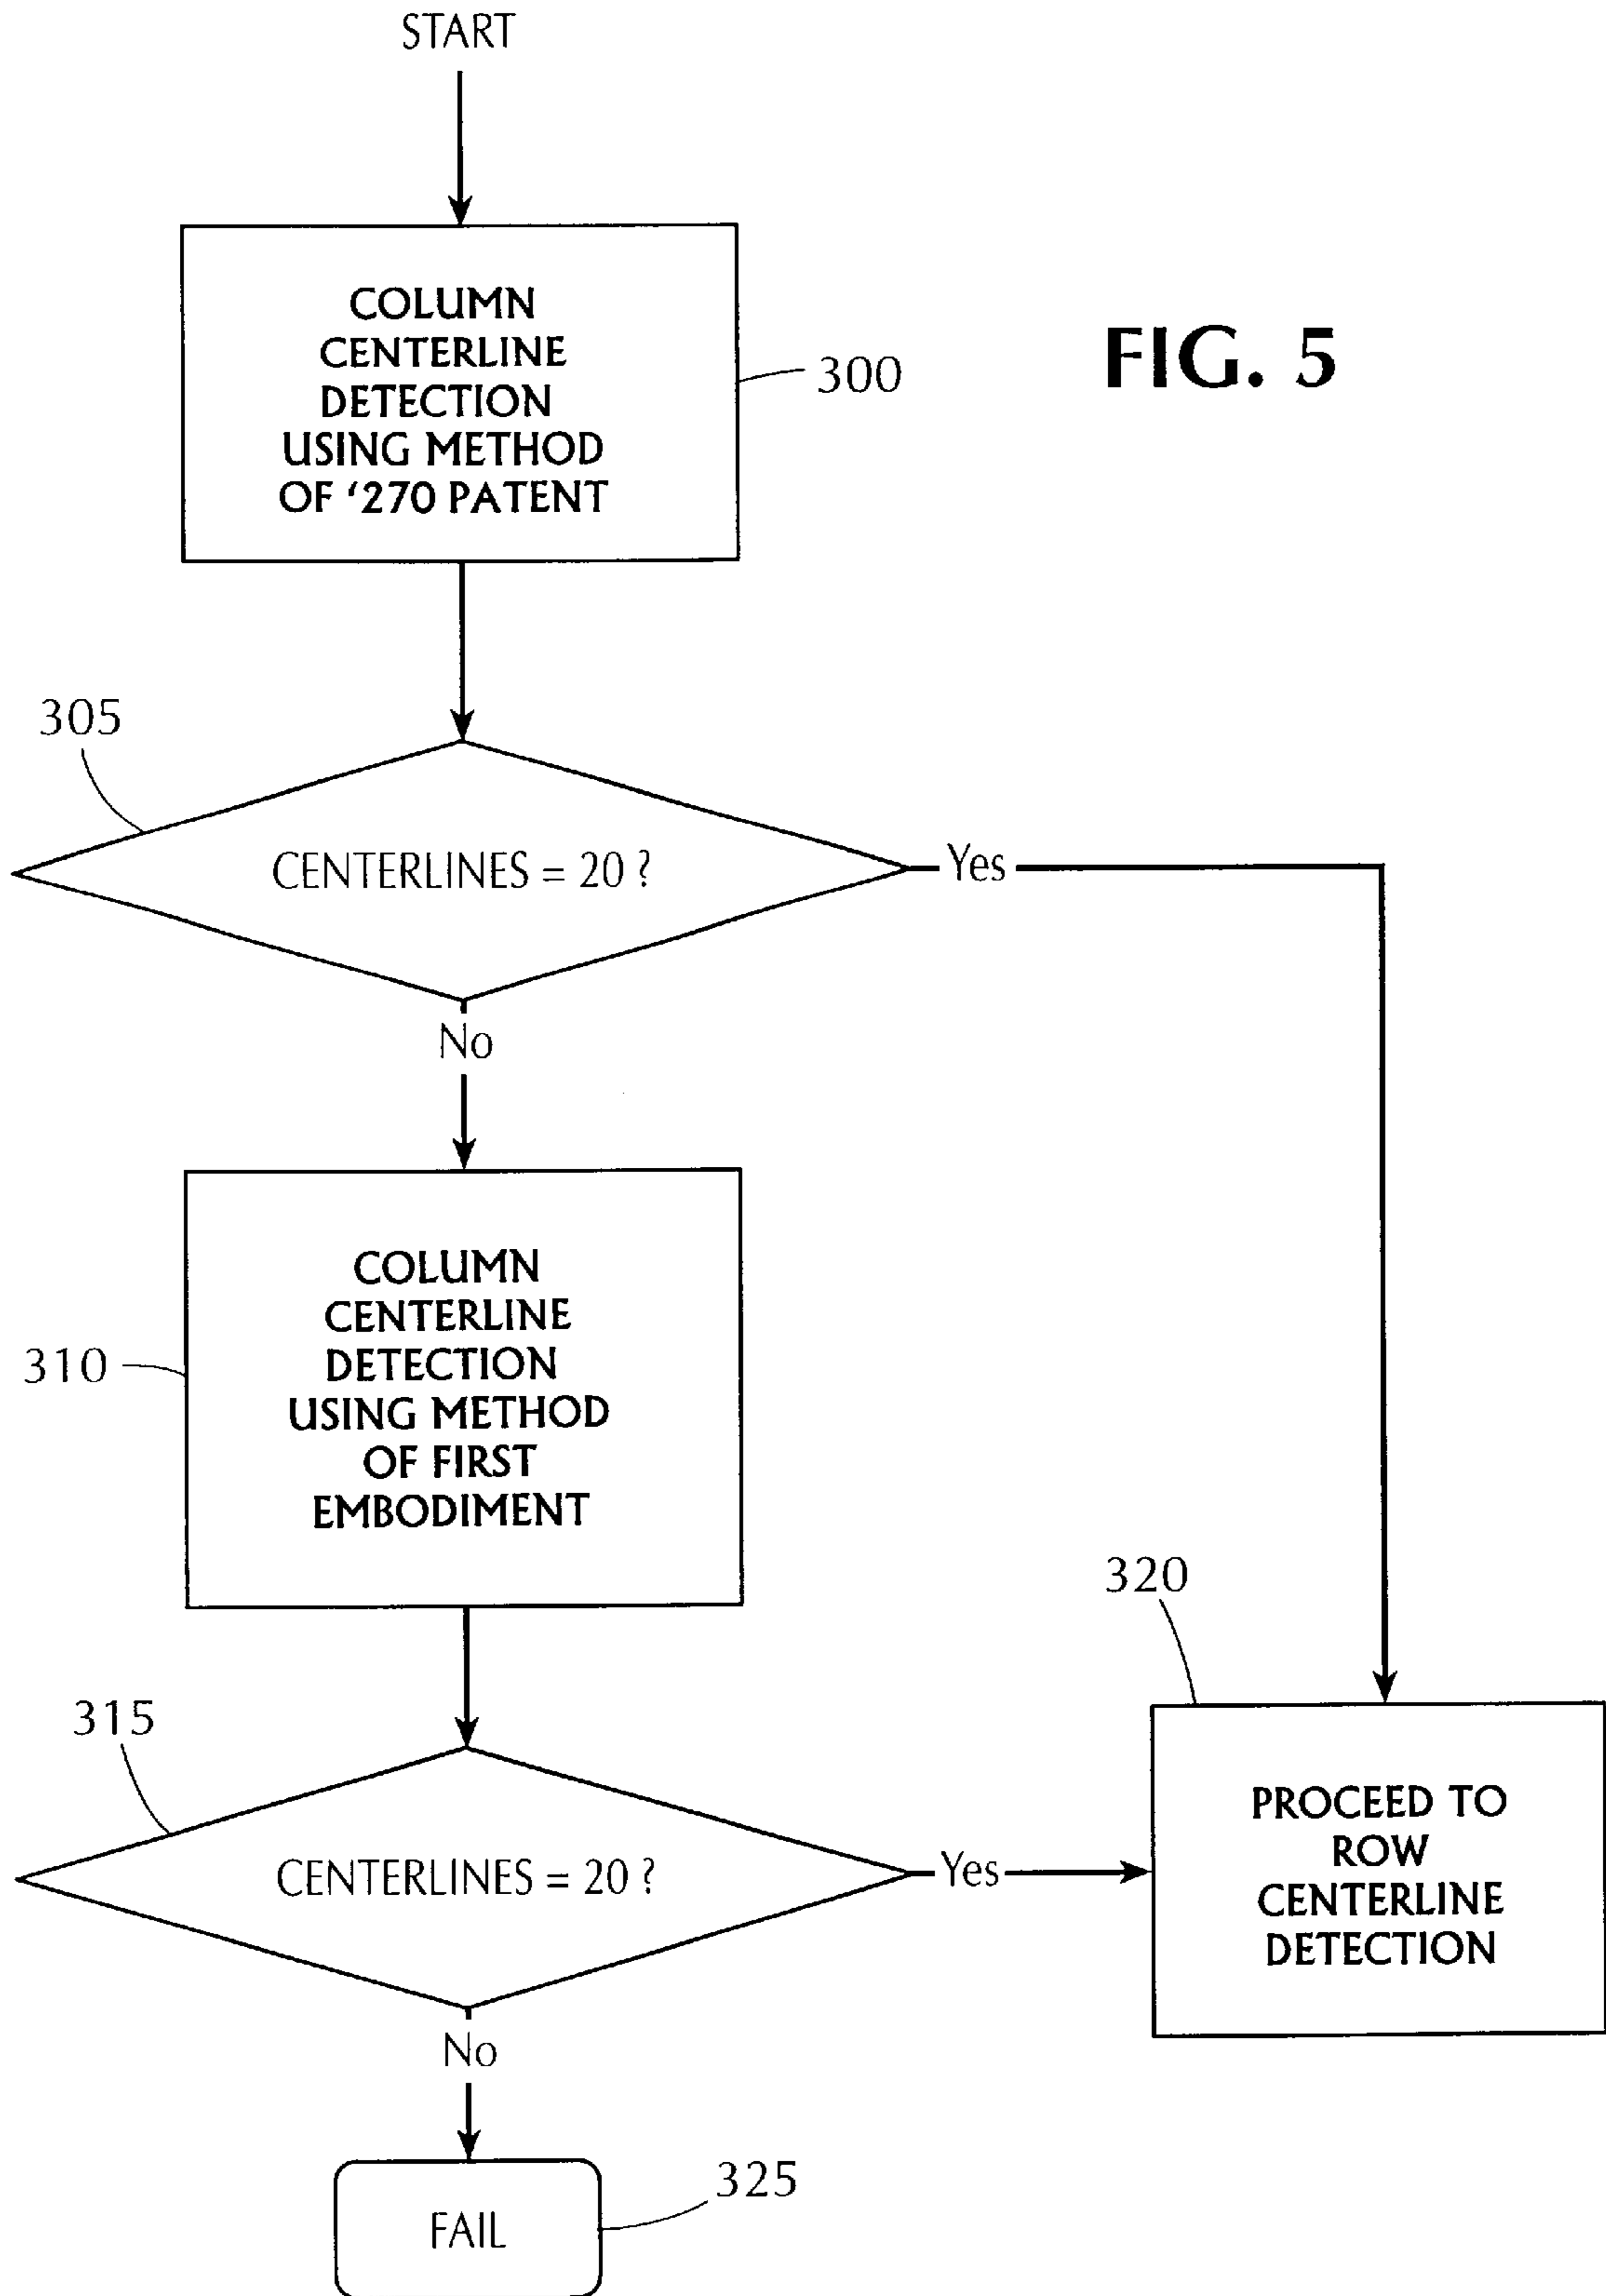 START
COLUMN
CENTERLINE
DETECTION
USING METHOD
OF ‘270 PATENT
300
FIG. 5
305
CENTERLINES = 20 ?
Yes
No
COLUMN
CENTERLINE
DETECTION
USING METHOD
OF FIRST
EMBODIMENT
310
320
315
CENTERLINES = 20 ?
Yes
PROCEED TO
ROW
CENTERLINE
DETECTION
No
FAIL
325